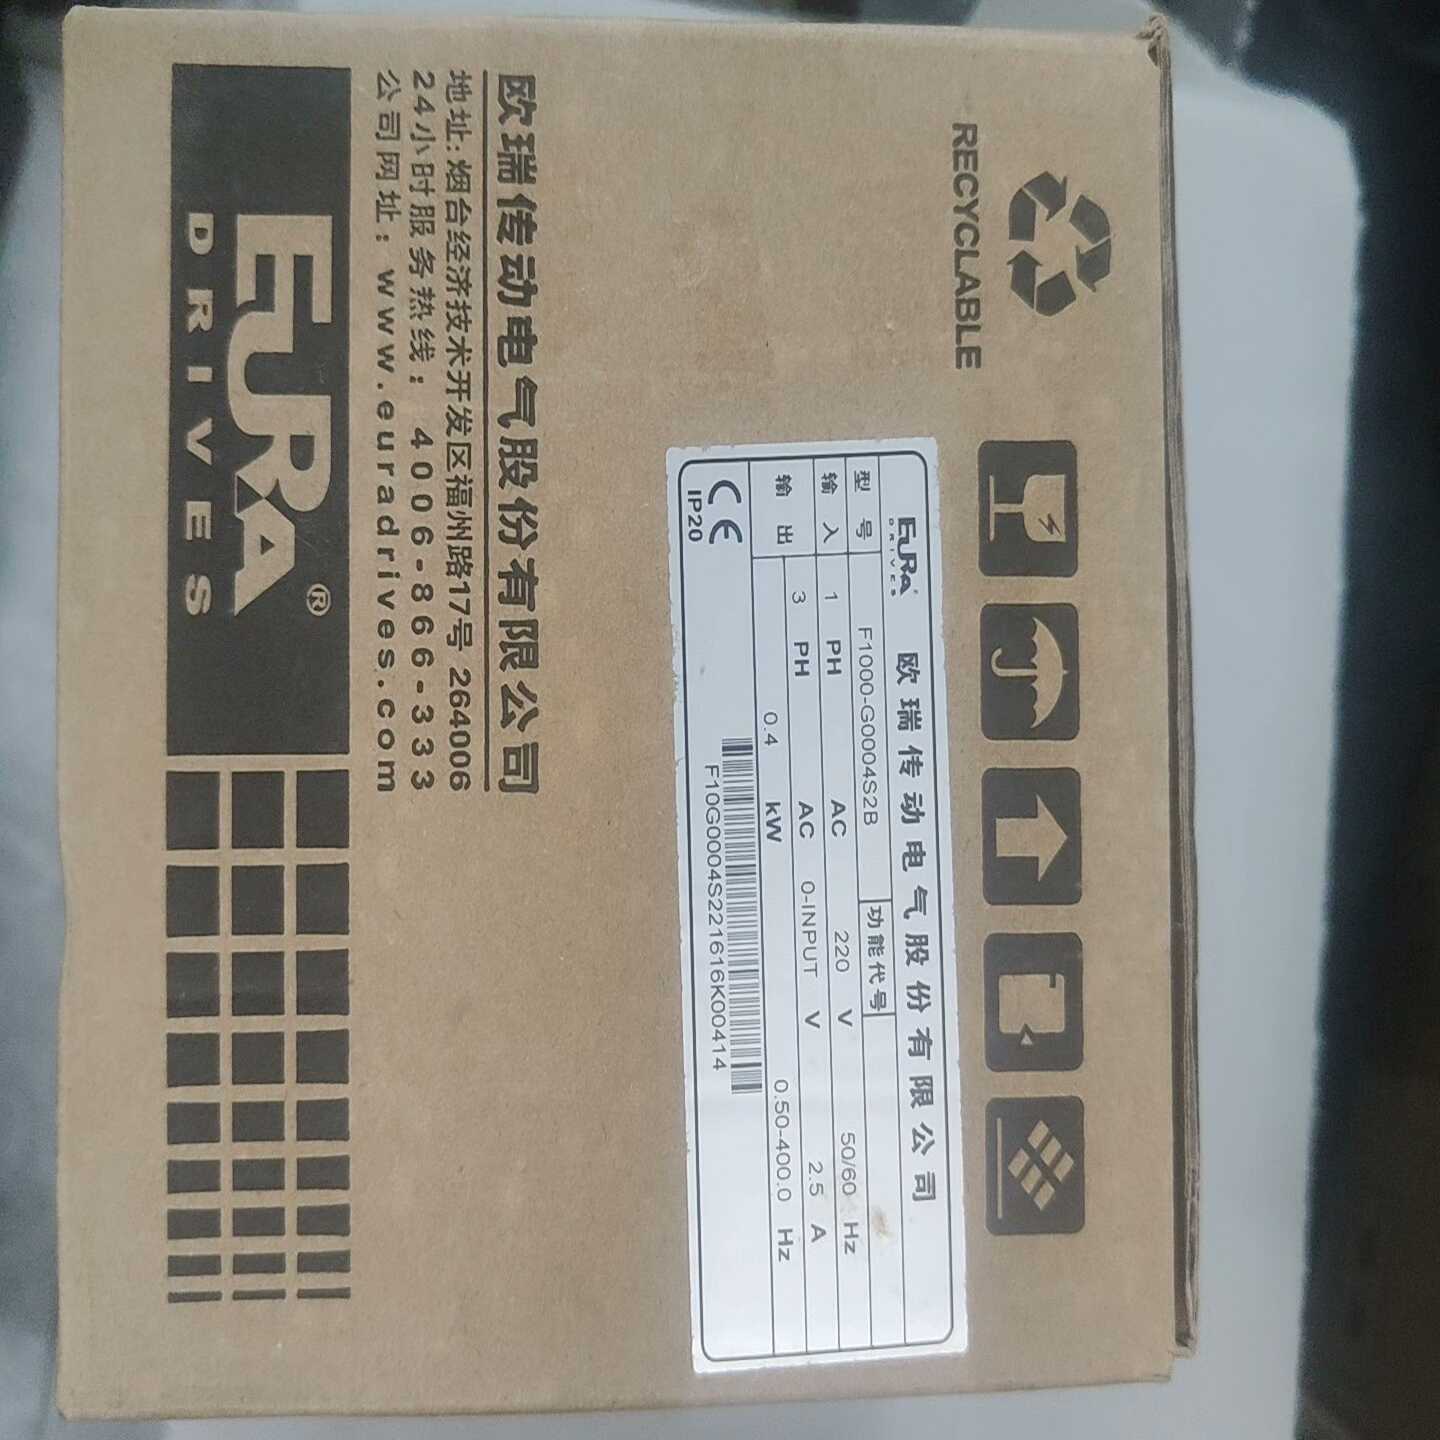 RECYCLABLE
EURA DRIVES
欧瑞传动电气股份有限公司
型号
F1000-G0004S2B
功能代号
输入
1 PH AC 220 V 50/60 Hz
输出
3 PH AC 0-INPUT V 2.5 A
0.4 kW 0.50-400.0 Hz
CE
IP20
F10G0004S221616K00414
欧瑞传动电气股份有限公司
地址:烟台经济技术开发区福州路17号 264006
24小时服务热线：4006-866-333
公司网址：www.euradrives.com
EURA®
DRIVES